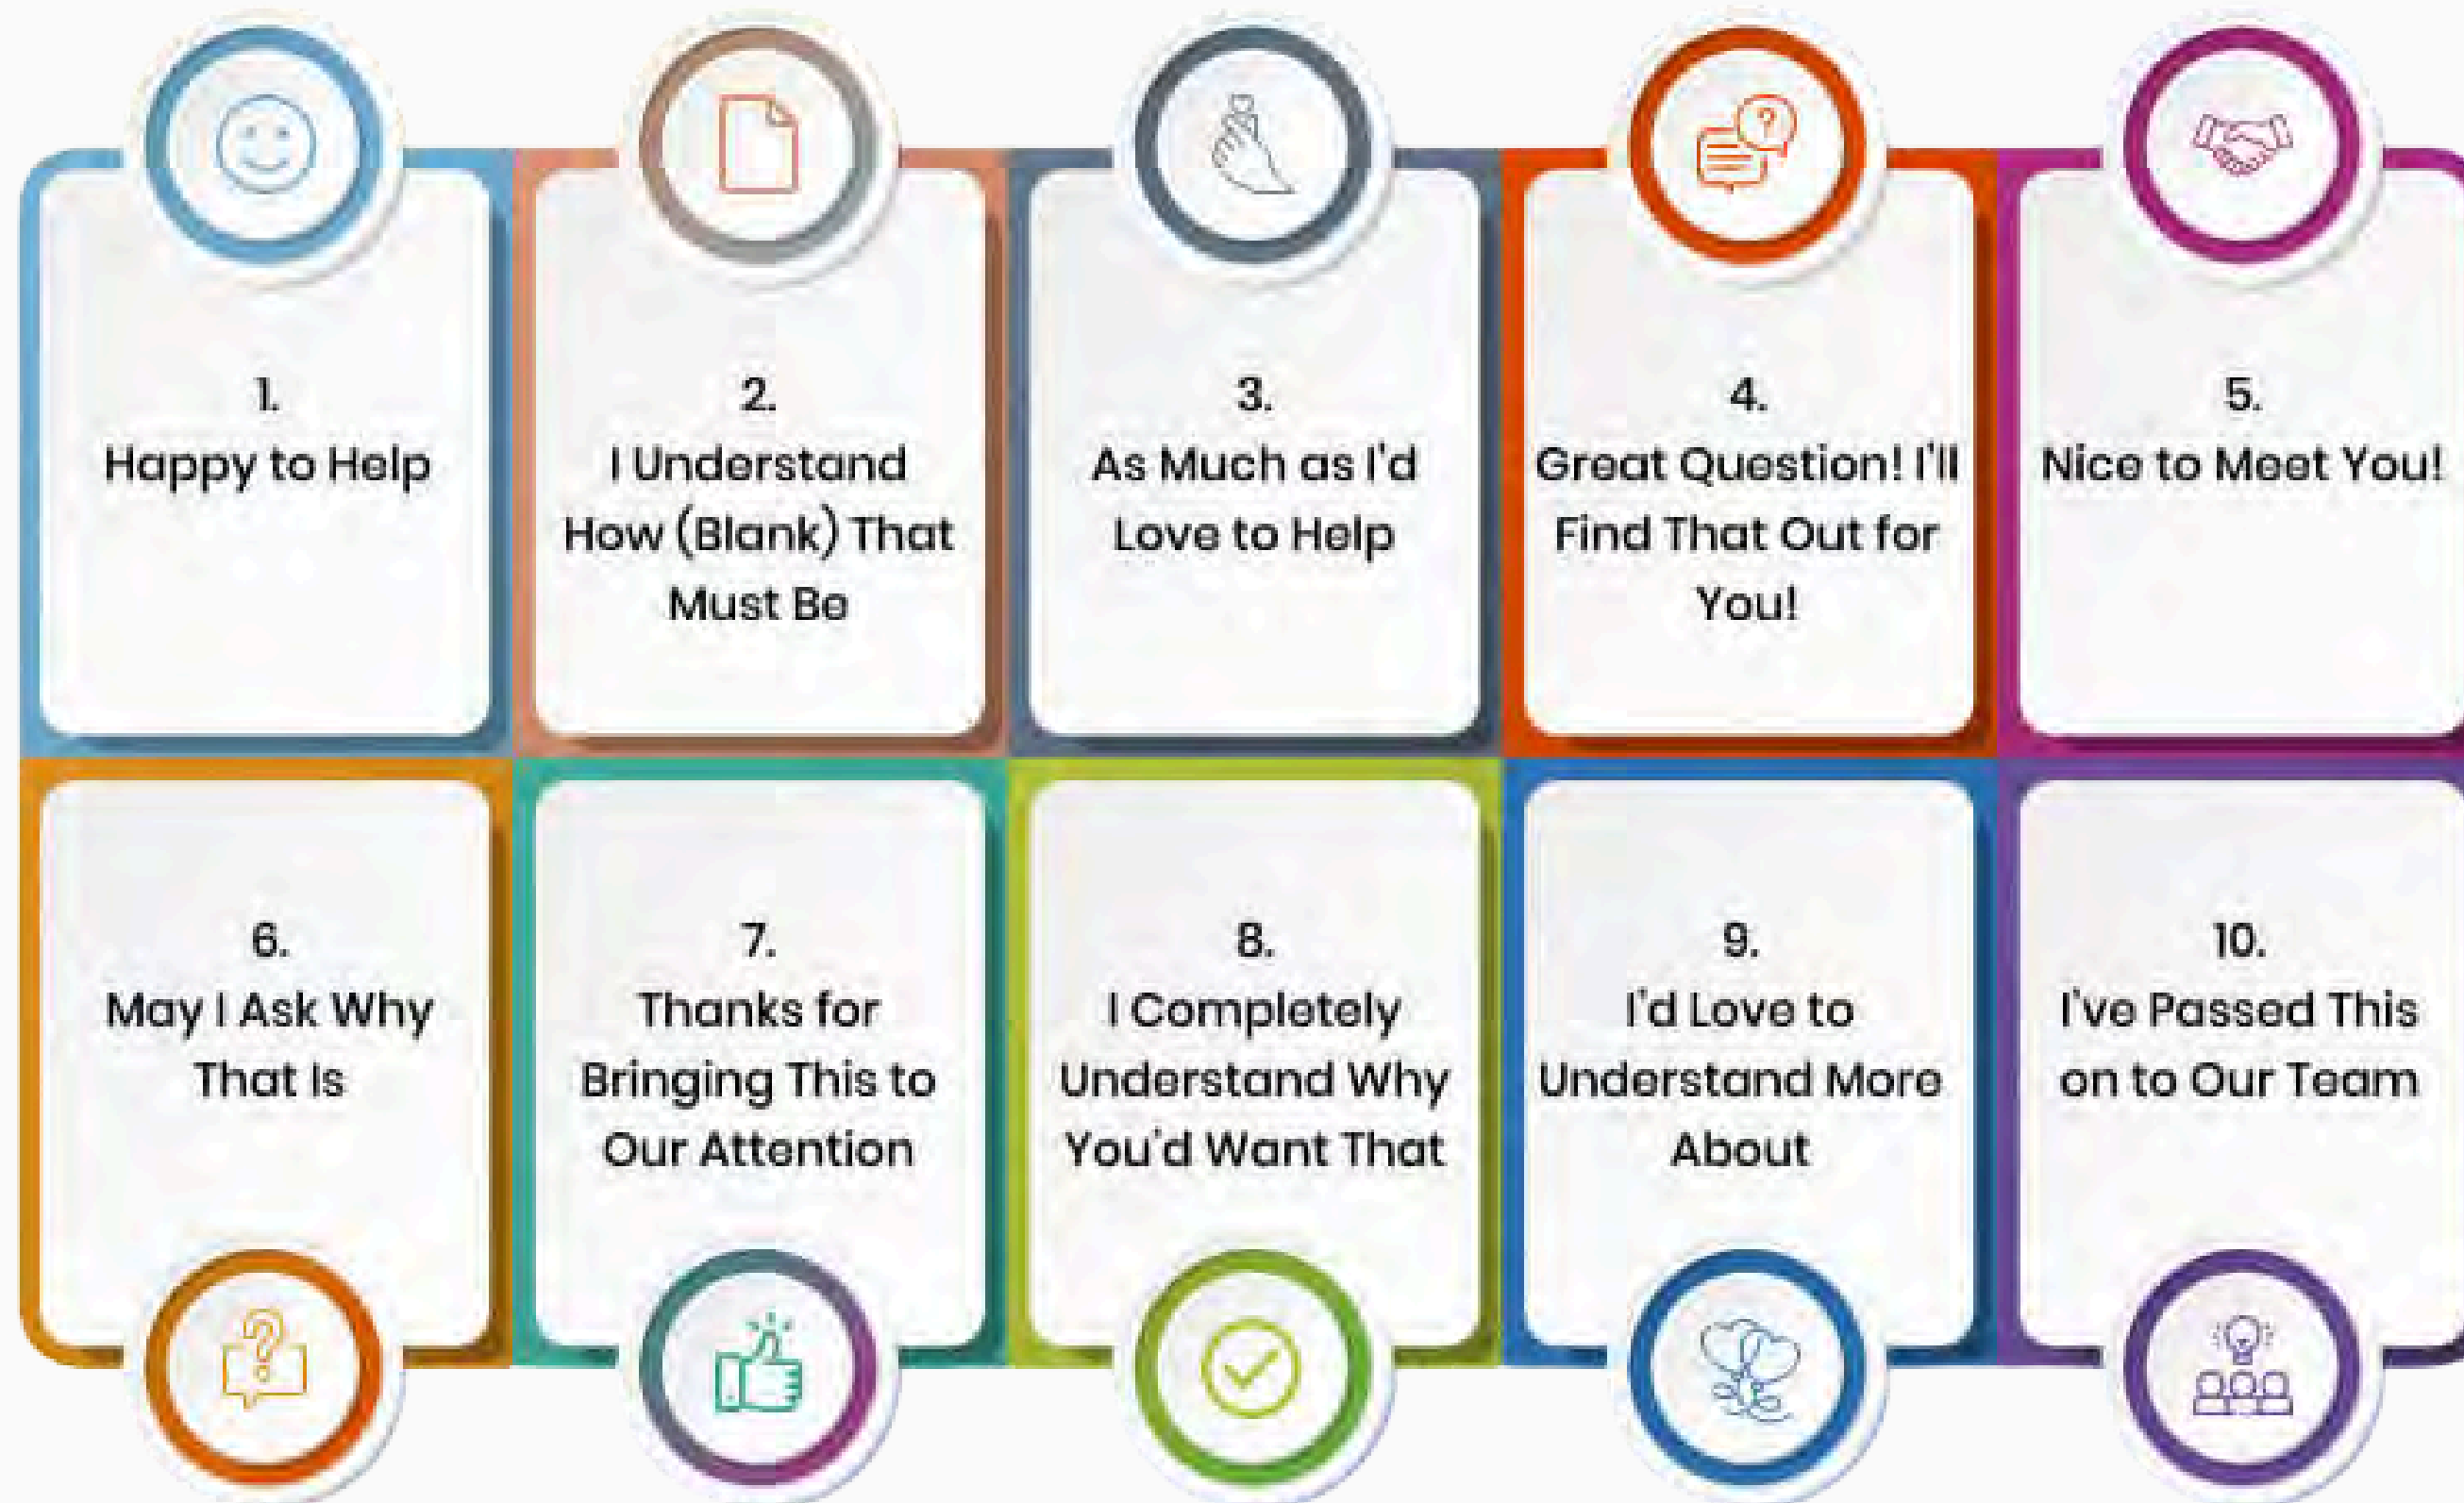 1.
Happy to Help
2.
I Understand
How (Blank) That
Must Be
3.
As Much as I'd
Love to Help
?
4.
Great Question! I'll
Find That Out for
You!
5.
Nice to Meet You!
6.
May I Ask Why
That Is
?
7.
Thanks for
Bringing This to
Our Attention
8.
I Completely
Understand Why
You'd Want That
9.
I'd Love to
Understand More
About
10.
I've Passed This
on to Our Team